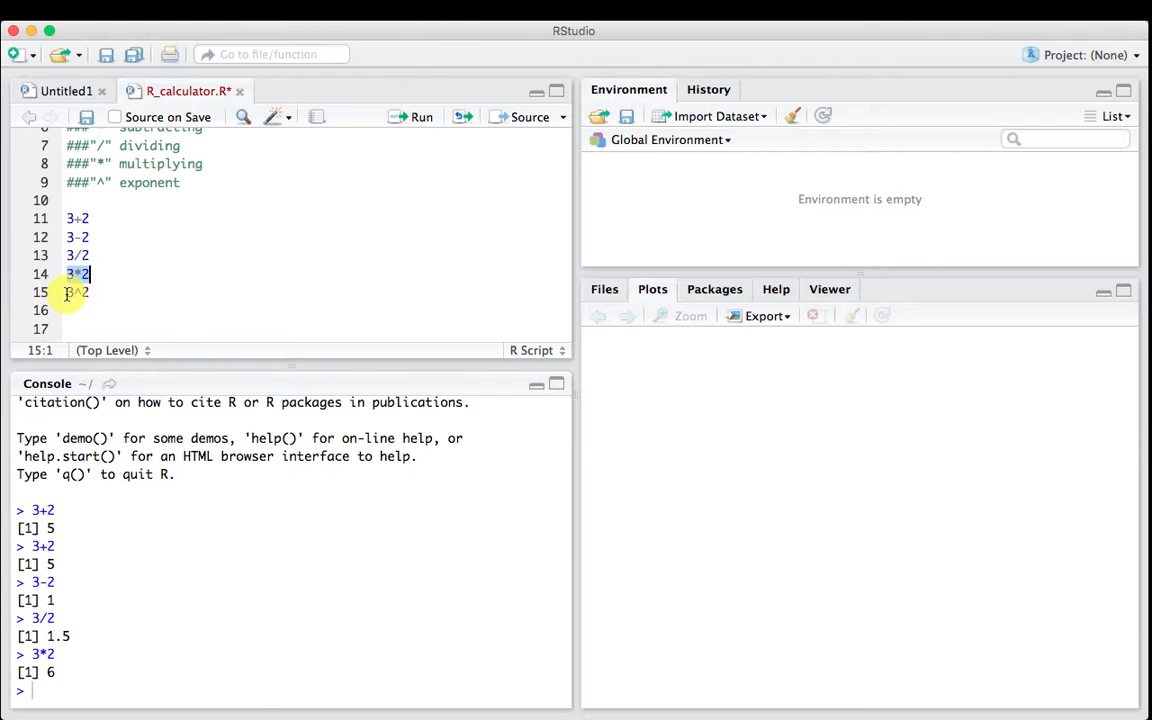 RStudio
Go to file/function
Project: (None)
Untitled1
R_calculator.R*
Source on Save
Run
Source
6 ###"-" subtracting
7 ###"/" dividing
8 ###"*" multiplying
9 ###"^" exponent
10
11 3+2
12 3-2
13 3/2
14 3*2
15 3^2
16
17
15:1 (Top Level) R Script
Console ~/
'citation()' on how to cite R or R packages in publications.
Type 'demo()' for some demos, 'help()' for on-line help, or
'help.start()' for an HTML browser interface to help.
Type 'q()' to quit R.
> 3+2
[1] 5
> 3+2
[1] 5
> 3-2
[1] 1
> 3/2
[1] 1.5
> 3*2
[1] 6
>
Environment History
Import Dataset List
Global Environment
Environment is empty
Files Plots Packages Help Viewer
Zoom Export